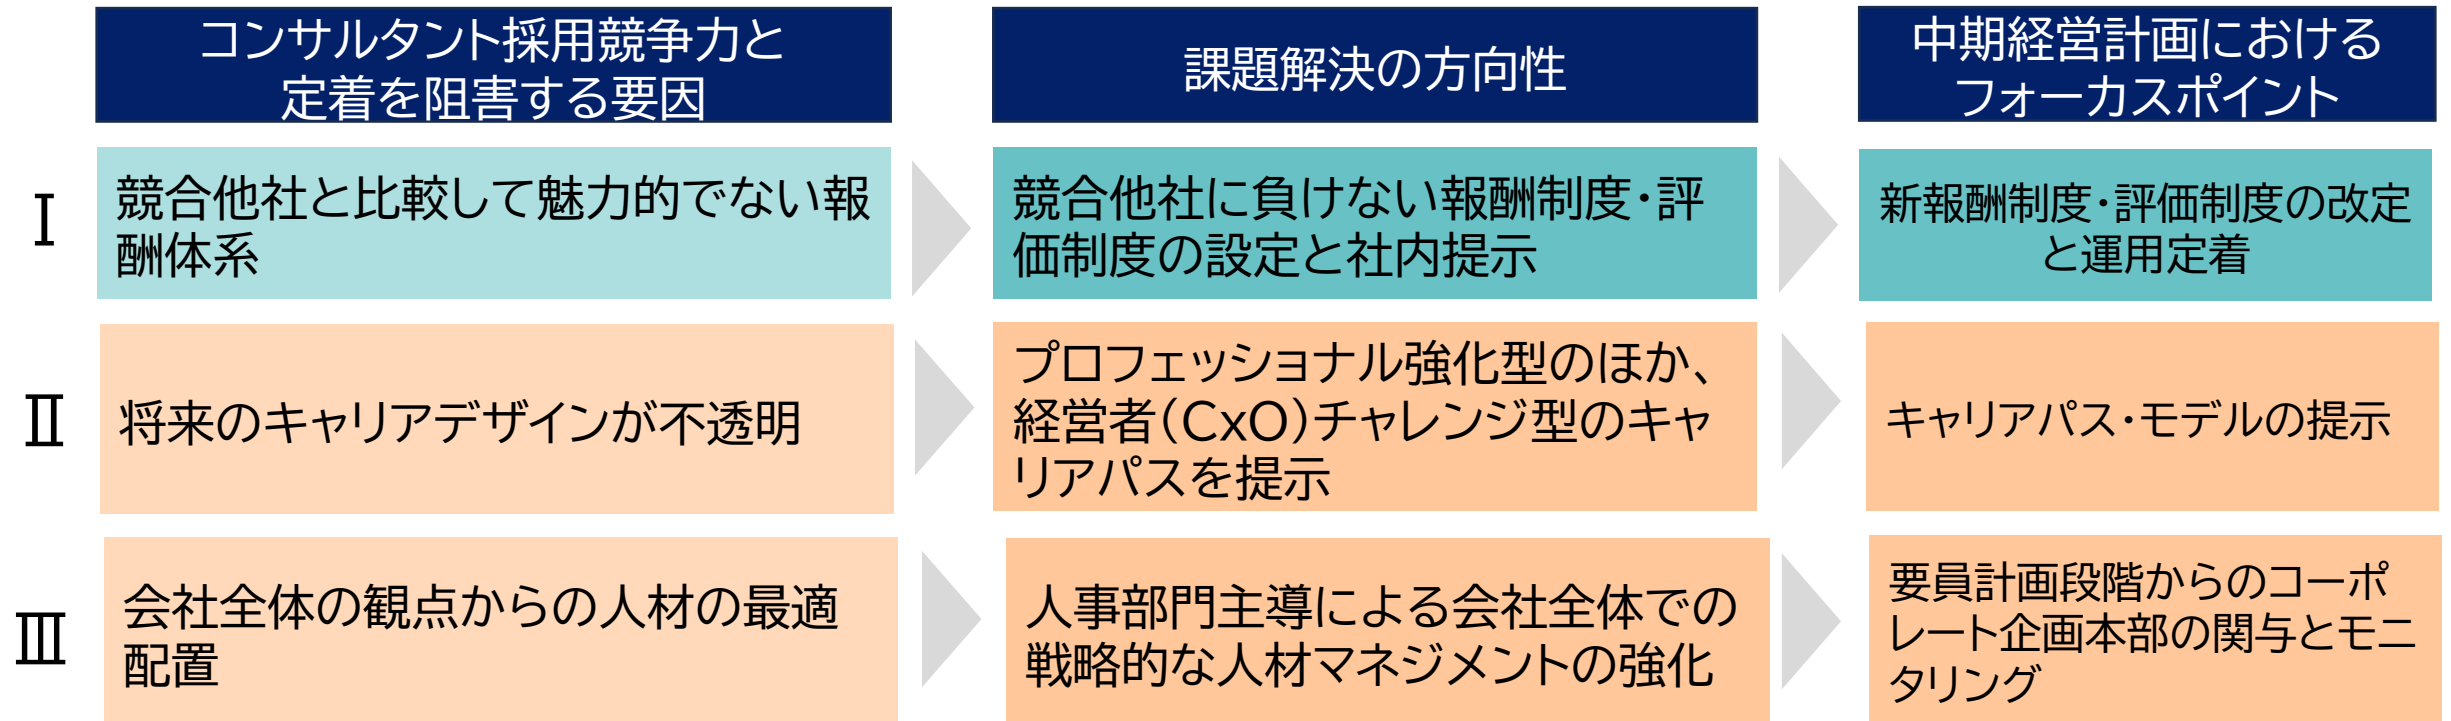 コンサルタント採用競争力と
定着を阻害する要因
課題解決の方向性
中期経営計画における
フォーカスポイント
Ⅰ
競合他社と比較して魅力的でない報
酬体系
競合他社に負けない報酬制度・評
価制度の設定と社内提示
新報酬制度・評価制度の改定
と運用定着
Ⅱ
将来のキャリアデザインが不透明
プロフェッショナル強化型のほか、
経営者（CxO）チャレンジ型のキャ
リアパスを提示
キャリアパス・モデルの提示
Ⅲ
会社全体の観点からの人材の最適
配置
人事部門主導による会社全体での
戦略的な人材マネジメントの強化
要員計画段階からのコーポ
レート企画本部の関与とモニ
タリング